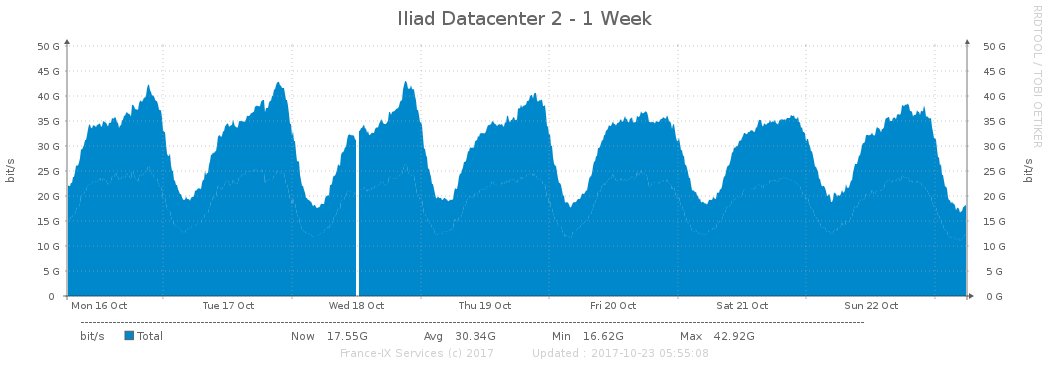 Iliad Datacenter 2 - 1 Week
RRDTOOL / TOBI OETIKER
50 G 50 G
45 G 45 G
40 G 40 G
35 G 35 G
30 G 30 G
25 G 25 G
20 G 20 G
15 G 15 G
10 G 10 G
5 G 5 G
0 0 G
bit/s bit/s
Mon 16 Oct Tue 17 Oct Wed 18 Oct Thu 19 Oct Fri 20 Oct Sat 21 Oct Sun 22 Oct
bit/s Total Now 17.55G Avg 30.34G Min 16.62G Max 42.92G
France-IX Services (c) 2017 Updated : 2017-10-23 05:55:08